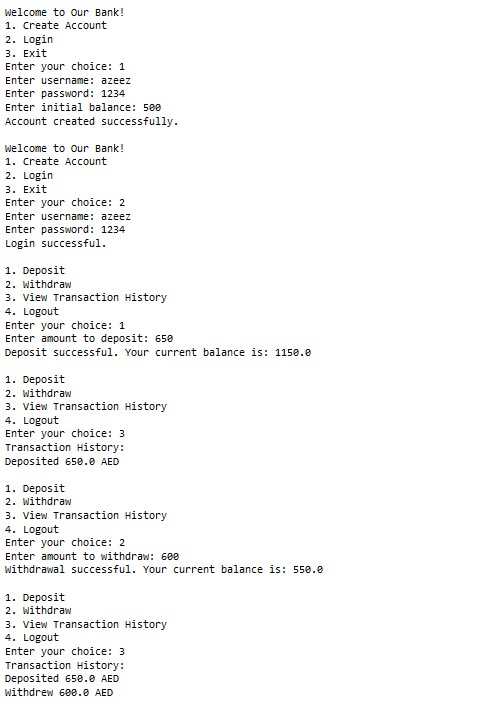 Welcome to Our Bank!
1. Create Account
2. Login
3. Exit
Enter your choice: 1
Enter username: azeez
Enter password: 1234
Enter initial balance: 500
Account created successfully.

Welcome to Our Bank!
1. Create Account
2. Login
3. Exit
Enter your choice: 2
Enter username: azeez
Enter password: 1234
Login successful.

1. Deposit
2. Withdraw
3. View Transaction History
4. Logout
Enter your choice: 1
Enter amount to deposit: 650
Deposit successful. Your current balance is: 1150.0

1. Deposit
2. Withdraw
3. View Transaction History
4. Logout
Enter your choice: 3
Transaction History:
Deposited 650.0 AED

1. Deposit
2. Withdraw
3. View Transaction History
4. Logout
Enter your choice: 2
Enter amount to withdraw: 600
Withdrawal successful. Your current balance is: 550.0

1. Deposit
2. Withdraw
3. View Transaction History
4. Logout
Enter your choice: 3
Transaction History:
Deposited 650.0 AED
Withdrew 600.0 AED